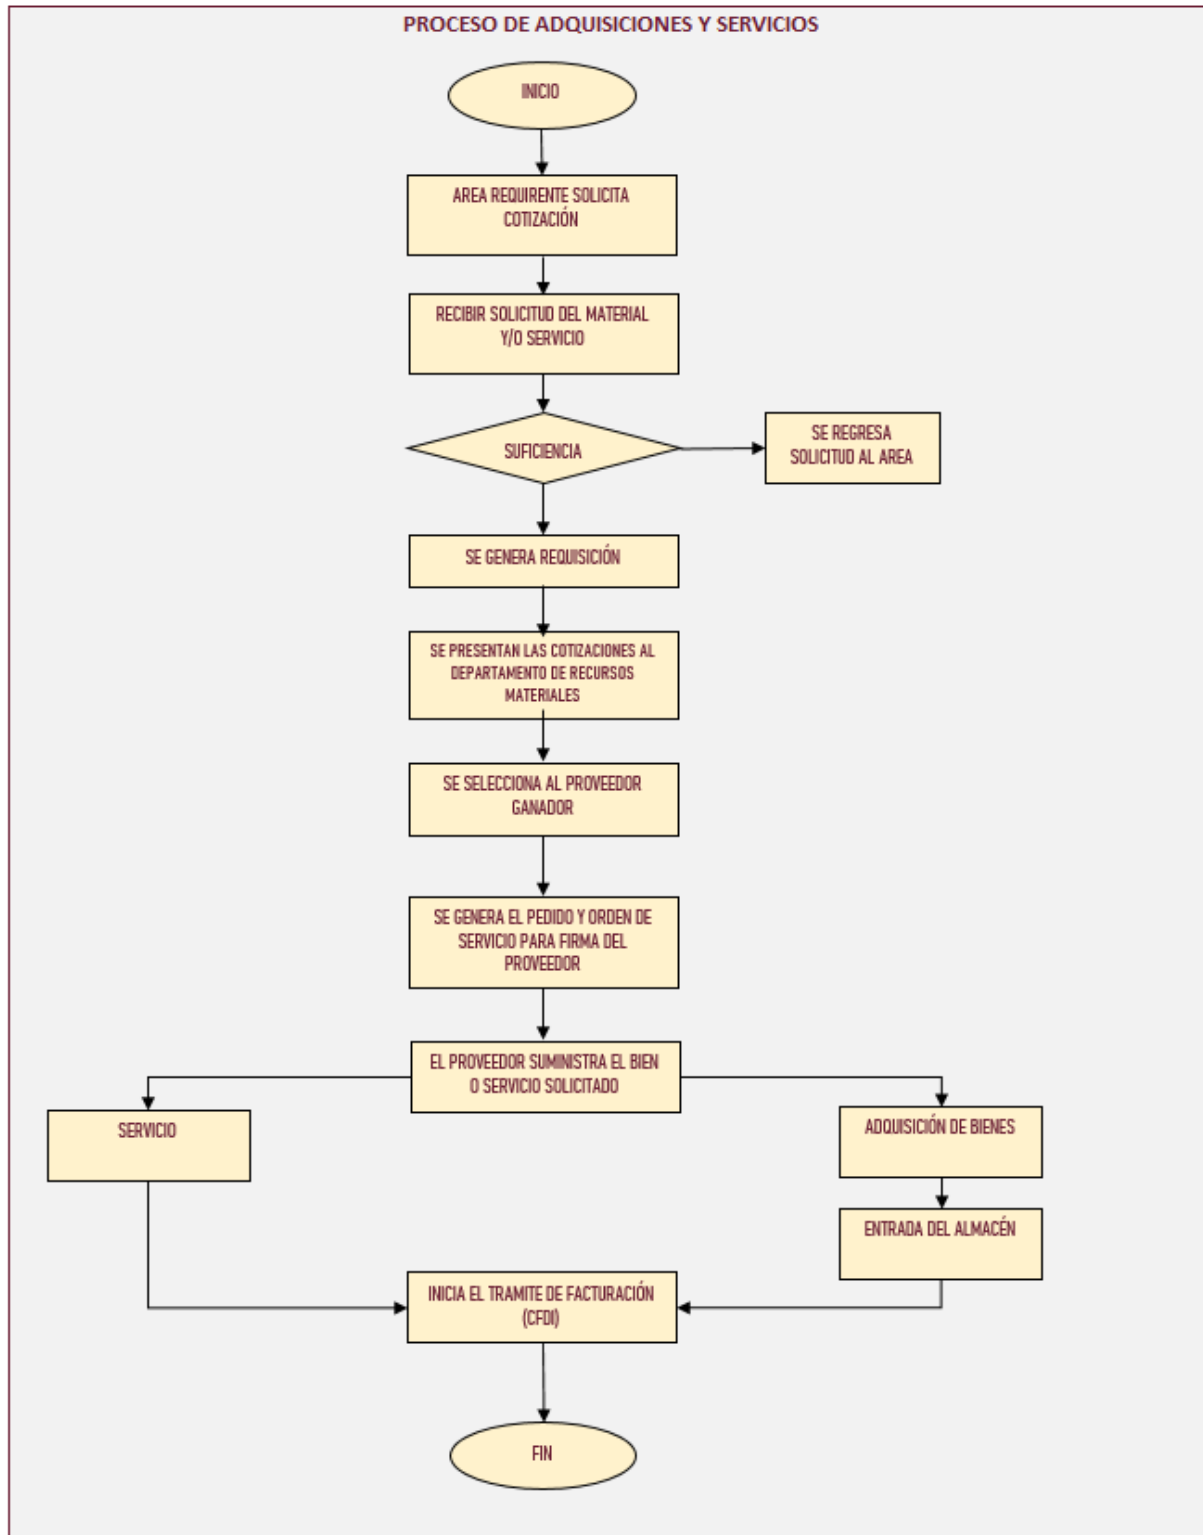 PROCESO DE ADQUISICIONES Y SERVICIOS
INICIO
AREA REQUIRENTE SOLICITA
COTIZACIÓN
RECIBIR SOLICITUD DEL MATERIAL
Y/O SERVICIO
SUFICIENCIA
SE REGRESA
SOLICITUD AL AREA
SE GENERA REQUISICIÓN
SE PRESENTAN LAS COTIZACIONES AL
DEPARTAMENTO DE RECURSOS
MATERIALES
SE SELECCIONA AL PROVEEDOR
GANADOR
SE GENERA EL PEDIDO Y ORDEN DE
SERVICIO PARA FIRMA DEL
PROVEEDOR
EL PROVEEDOR SUMINISTRA EL BIEN
O SERVICIO SOLICITADO
SERVICIO
ADQUISICIÓN DE BIENES
ENTRADA DEL ALMACÉN
INICIA EL TRAMITE DE FACTURACIÓN
(CFDI)
FIN